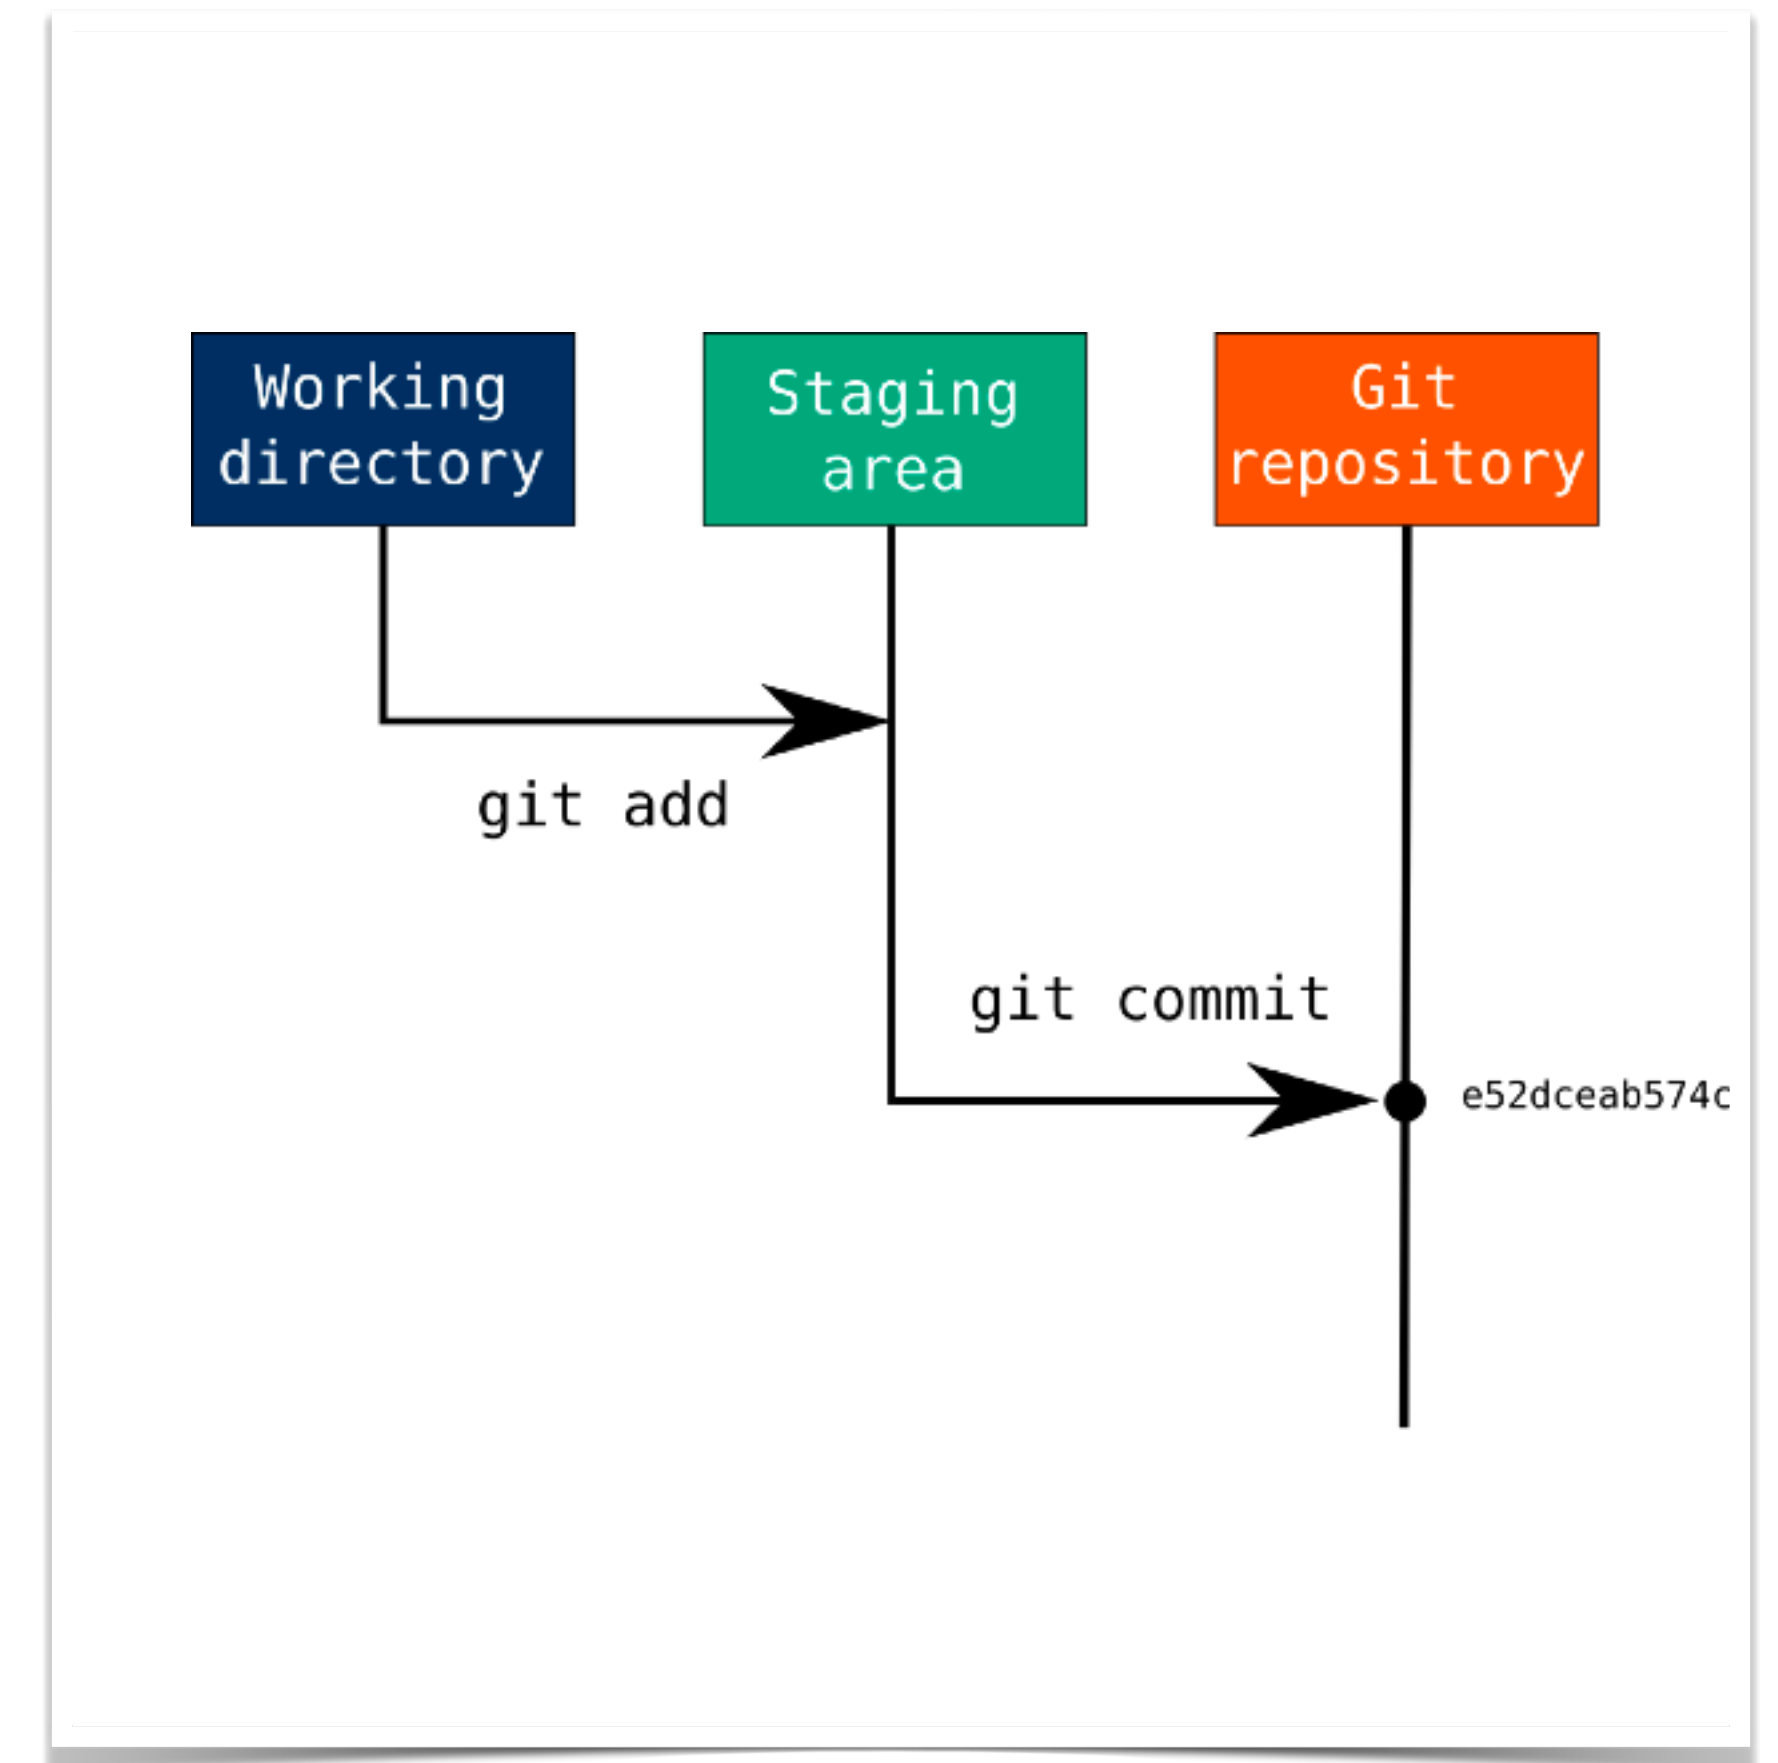 Working
directory
Staging
area
Git
repository
git add
git commit
e52dceab574c